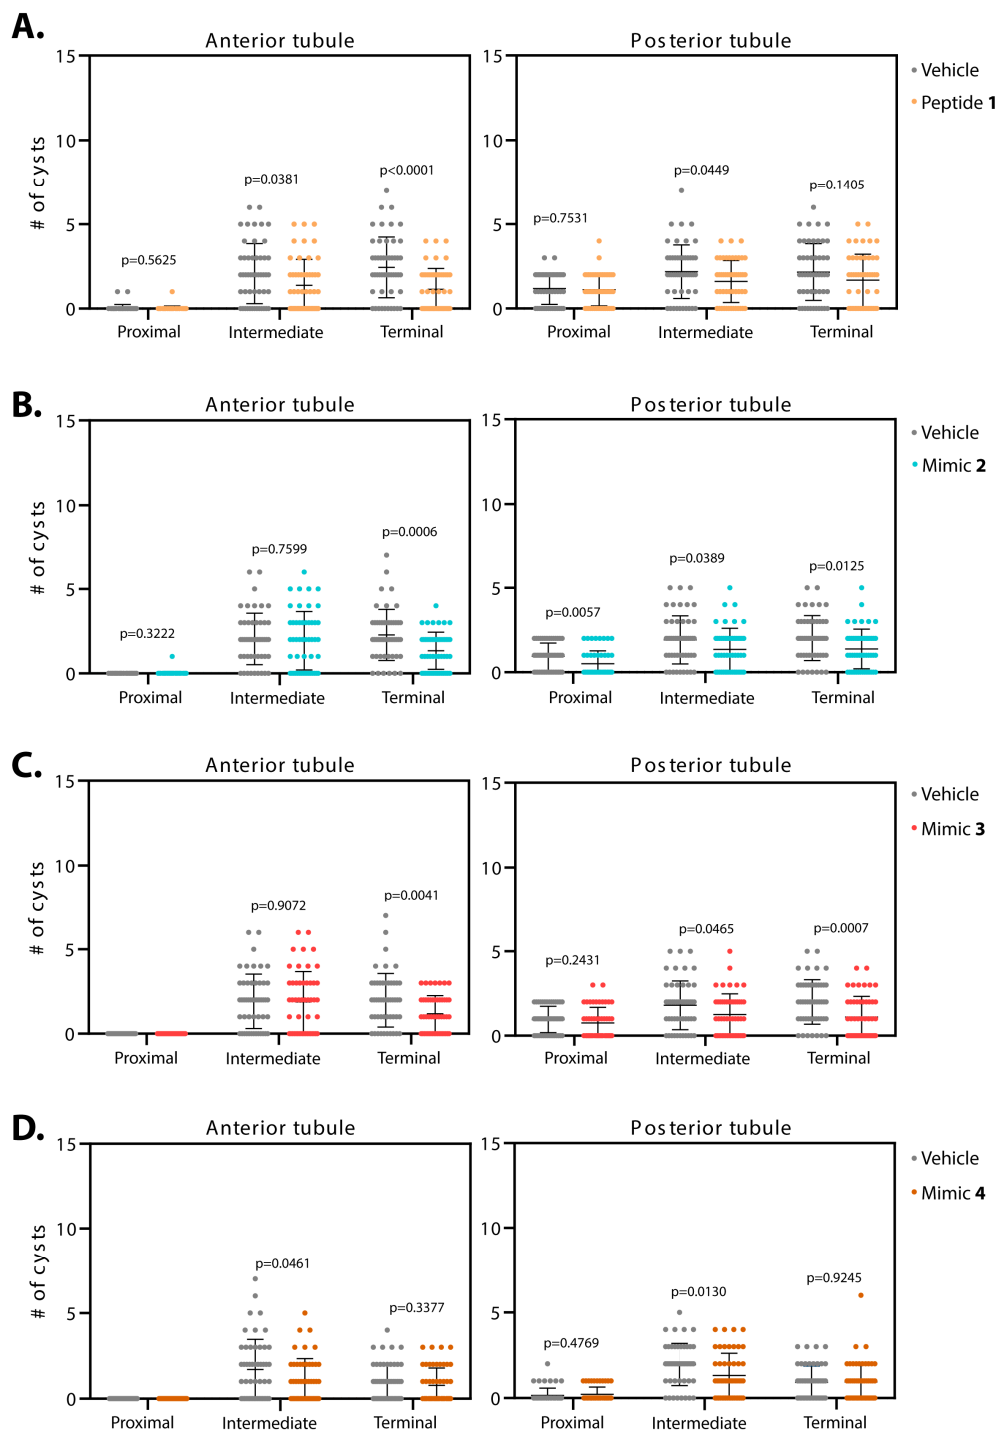 A.
Anterior tubule
Posterior tubule
15
10
5
0
# of cysts
p=0.5625
p=0.0381
p<0.0001
Proximal
Intermediate
Terminal
15
10
5
0
p=0.7531
p=0.0449
p=0.1405
Proximal
Intermediate
Terminal
Vehicle
Peptide 1
B.
Anterior tubule
Posterior tubule
15
10
5
0
# of cysts
p=0.3222
p=0.7599
p=0.0006
Proximal
Intermediate
Terminal
15
10
5
0
p=0.0057
p=0.0389
p=0.0125
Proximal
Intermediate
Terminal
Vehicle
Mimic 2
C.
Anterior tubule
Posterior tubule
15
10
5
0
# of cysts
p=0.9072
p=0.0041
Proximal
Intermediate
Terminal
15
10
5
0
p=0.2431
p=0.0465
p=0.0007
Proximal
Intermediate
Terminal
Vehicle
Mimic 3
D.
Anterior tubule
Posterior tubule
15
10
5
0
# of cysts
p=0.0461
p=0.3377
Proximal
Intermediate
Terminal
15
10
5
0
p=0.4769
p=0.0130
p=0.9245
Proximal
Intermediate
Terminal
Vehicle
Mimic 4